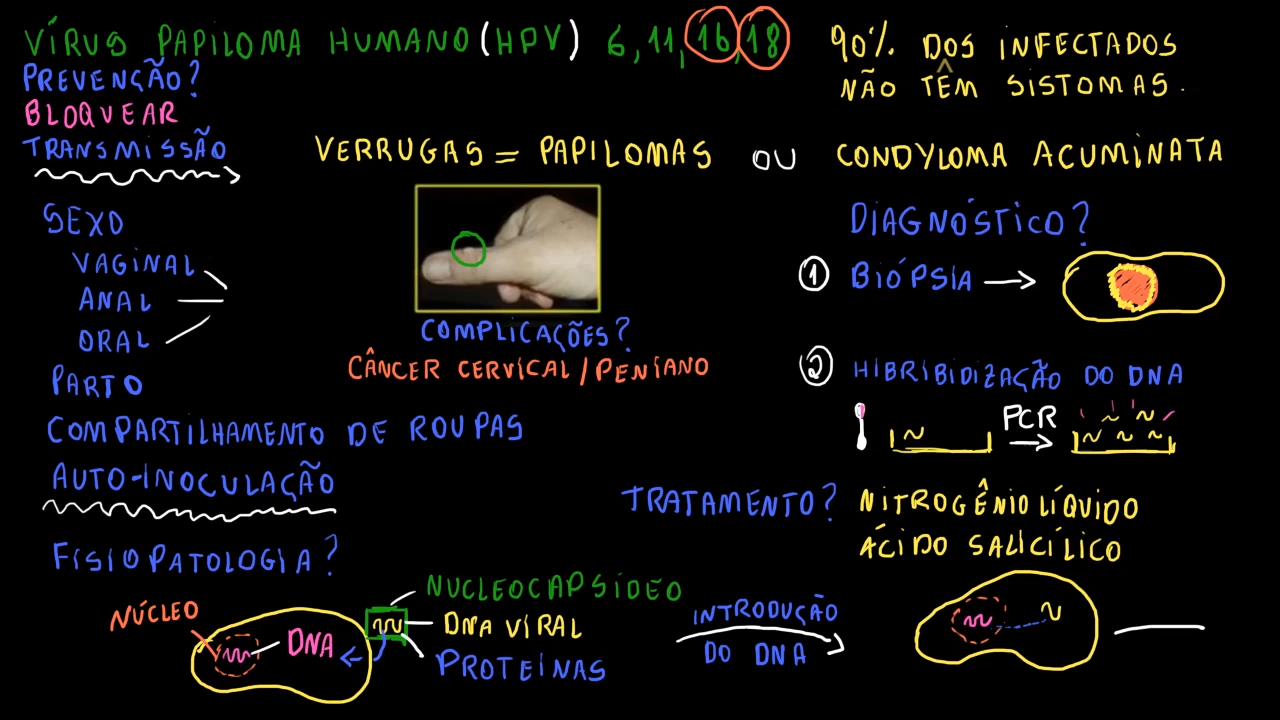 VÍRUS PAPILOMA HUMANO (HPV) 6, 11, 16, 18
90% DOS INFECTADOS
NÃO TÊM SISTOMAS.
PREVENÇÃO?
BLOQUEAR
TRANSMISSÃO
VERRUGAS = PAPILOMAS OU CONDYLOMA ACUMINATA
SEXO
VAGINAL
ANAL
ORAL
PARTO
COMPARTILHAMENTO DE ROUPAS
AUTO-INOCULAÇÃO
COMPLICAÇÕES?
CÂNCER CERVICAL/PENIANO
DIAGNÓSTICO?
1 BIÓPSIA
2 HIBRIBIDIZAÇÃO DO DNA
PCR
TRATAMENTO? NITROGÊNIO LÍQUIDO
ÁCIDO SALICÍLICO
FISIOPATOLOGIA?
NÚCLEO
DNA
NUCLEOCAPSÍDEO
DNA VIRAL
PROTEÍNAS
INTRODUÇÃO
DO DNA